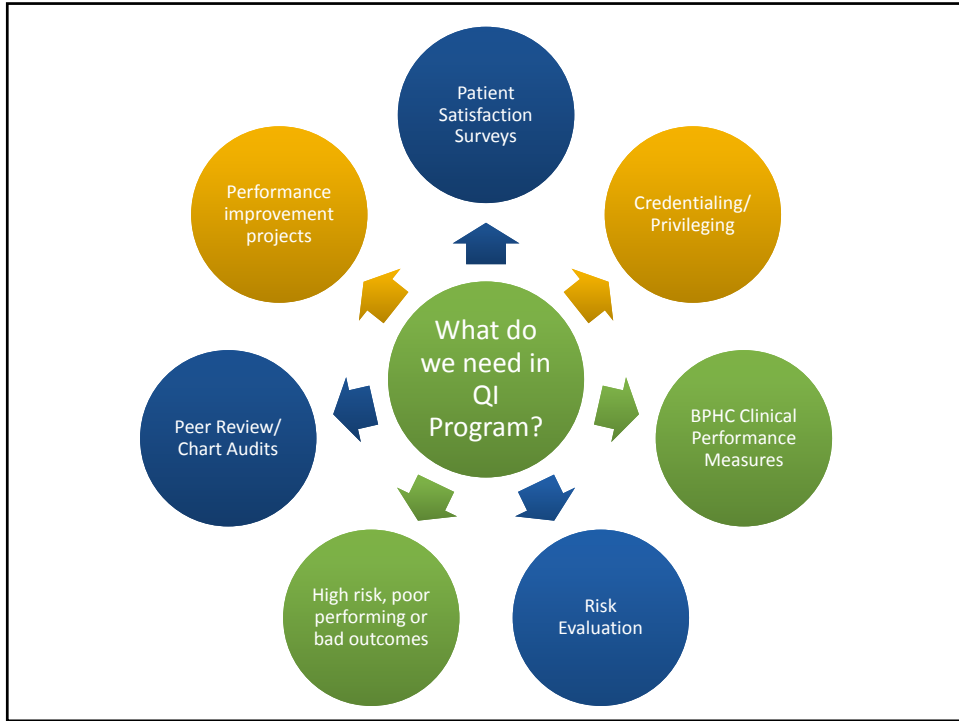 Patient
Satisfaction
Surveys
Credentialing/
Privileging
BPHC Clinical
Performance
Measures
Risk
Evaluation
High risk, poor
performing or
bad outcomes
Peer Review/
Chart Audits
Performance
improvement
projects
What do
we need in
QI
Program?